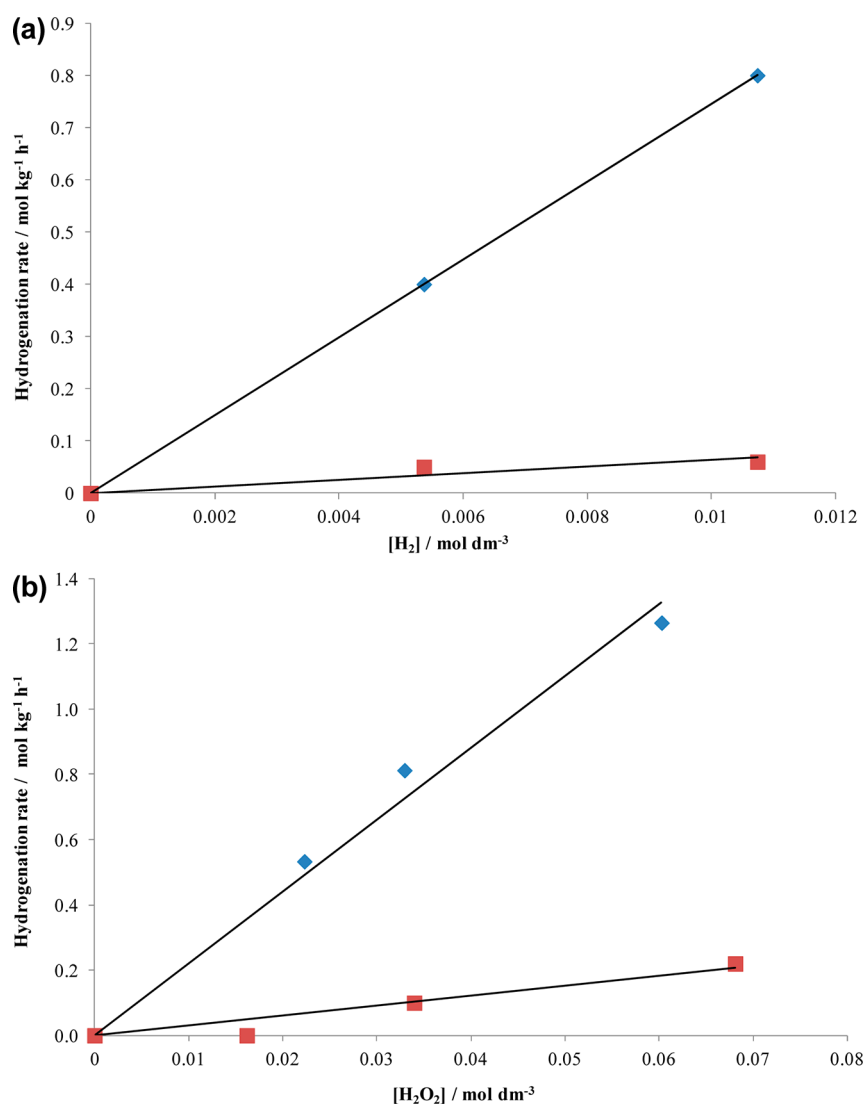 (a)
Hydrogenation rate / mol kg⁻¹ h⁻¹
0.9
0.8
0.7
0.6
0.5
0.4
0.3
0.2
0.1
0
0 0.002 0.004 0.006 0.008 0.01 0.012
[H₂] / mol dm⁻³
(b)
Hydrogenation rate / mol kg⁻¹ h⁻¹
1.4
1.2
1.0
0.8
0.6
0.4
0.2
0.0
0 0.01 0.02 0.03 0.04 0.05 0.06 0.07 0.08
[H₂O₂] / mol dm⁻³